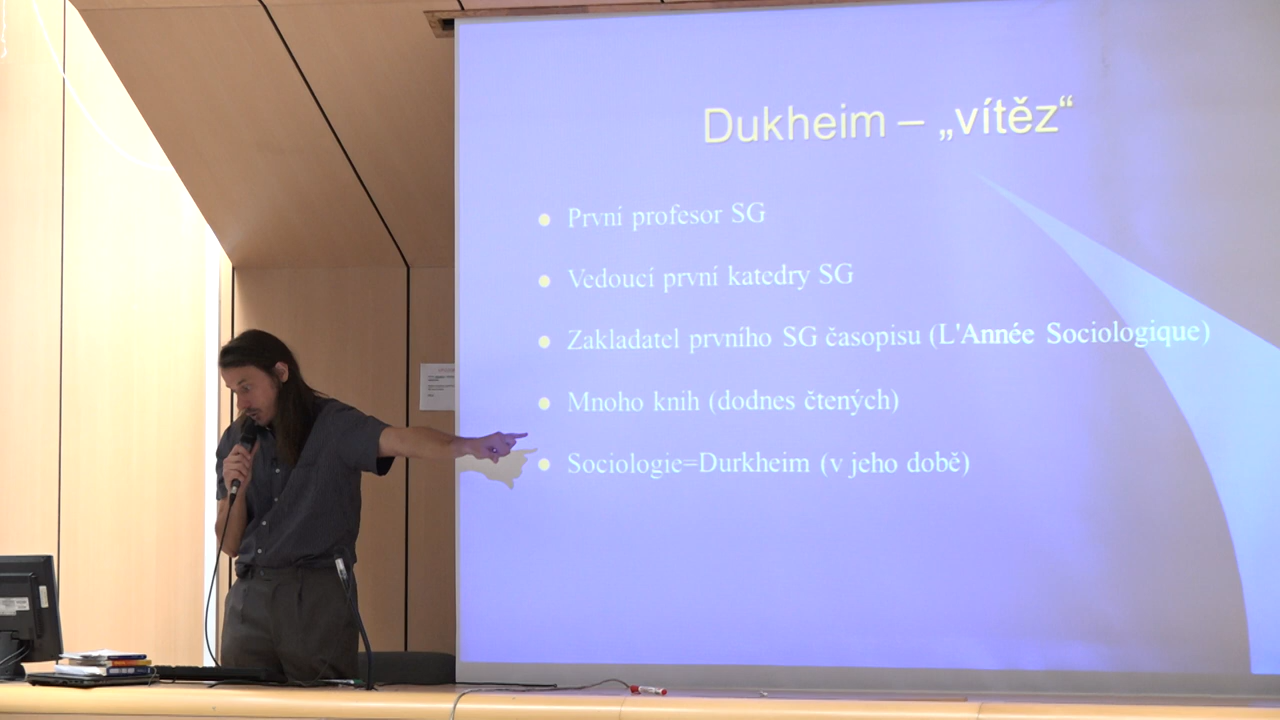 Dukheim – „vítěz“
První profesor SG
Vedoucí první katedry SG
Zakladatel prvního SG časopisu (L'Année Sociologique)
Mnoho knih (dodnes čtených)
Sociologie=Durkheim (v jeho době)